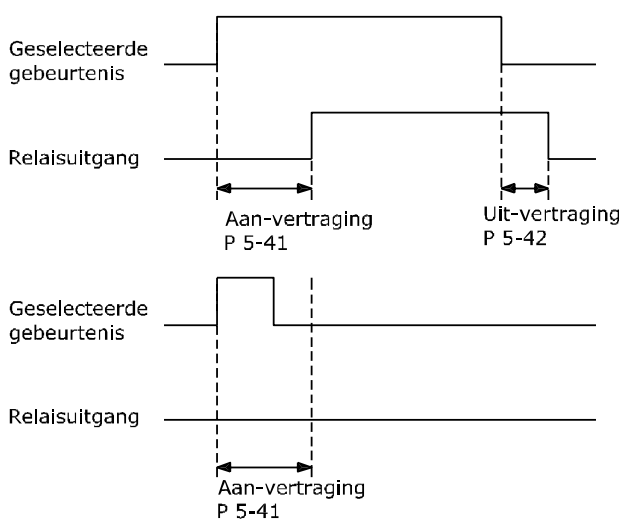 Geselecteerde
gebeurtenis
Relaisuitgang
Aan-vertraging
P 5-41
Uit-vertraging
P 5-42
Geselecteerde
gebeurtenis
Relaisuitgang
Aan-vertraging
P 5-41